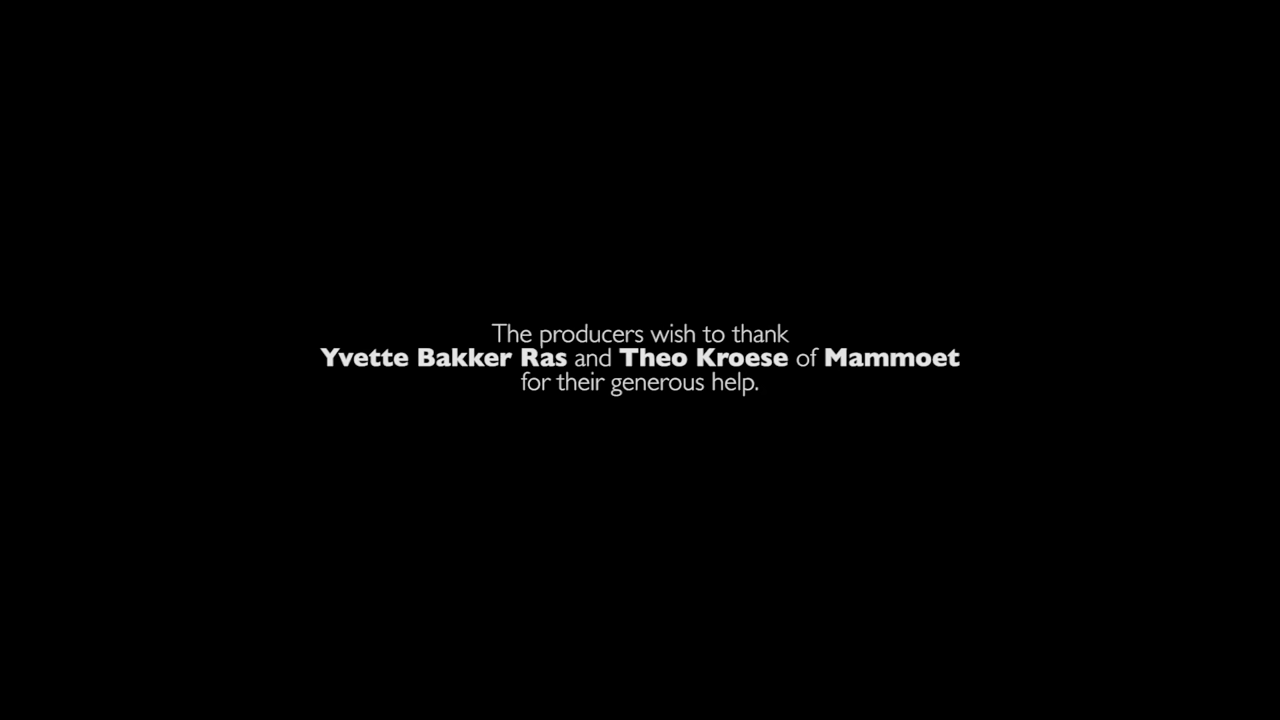 The producers wish to thank
Yvette Bakker Ras and Theo Kroese of Mammoet
for their generous help.